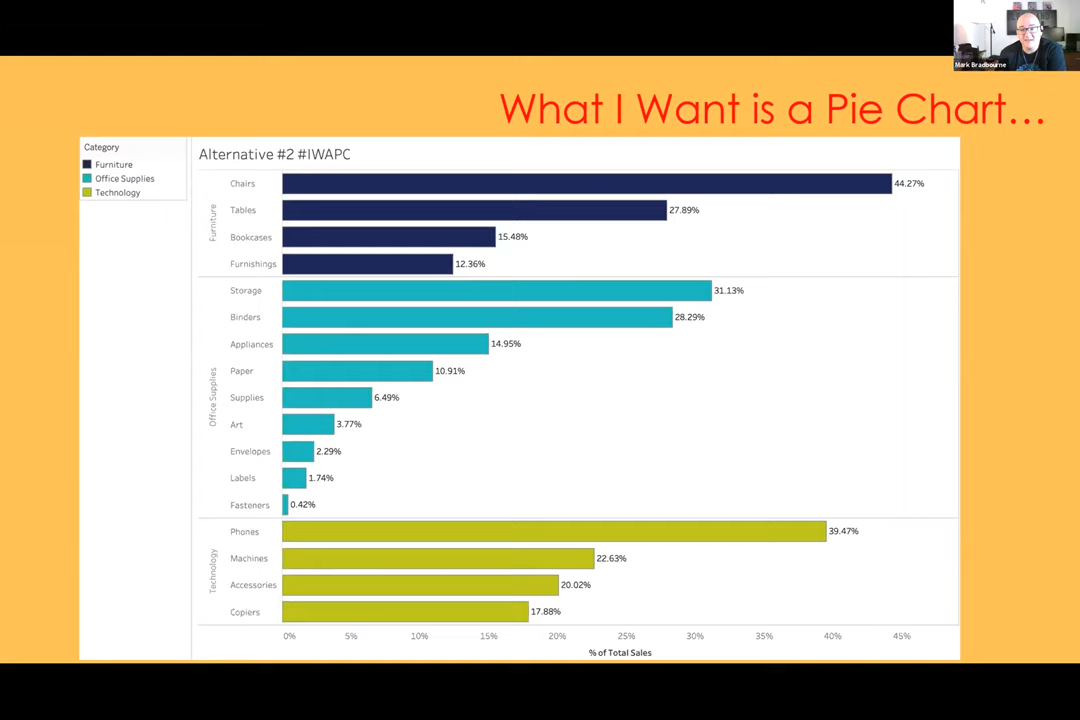 Mark Bradbourne
What I Want is a Pie Chart...
Category
Furniture
Office Supplies
Technology
Alternative #2 #IWAPC
Furniture
Chairs 44.27%
Tables 27.89%
Bookcases 15.48%
Furnishings 12.36%
Office Supplies
Storage 31.13%
Binders 28.29%
Appliances 14.95%
Paper 10.91%
Supplies 6.49%
Art 3.77%
Envelopes 2.29%
Labels 1.74%
Fasteners 0.42%
Technology
Phones 39.47%
Machines 22.63%
Accessories 20.02%
Copiers 17.88%
0% 5% 10% 15% 20% 25% 30% 35% 40% 45%
% of Total Sales